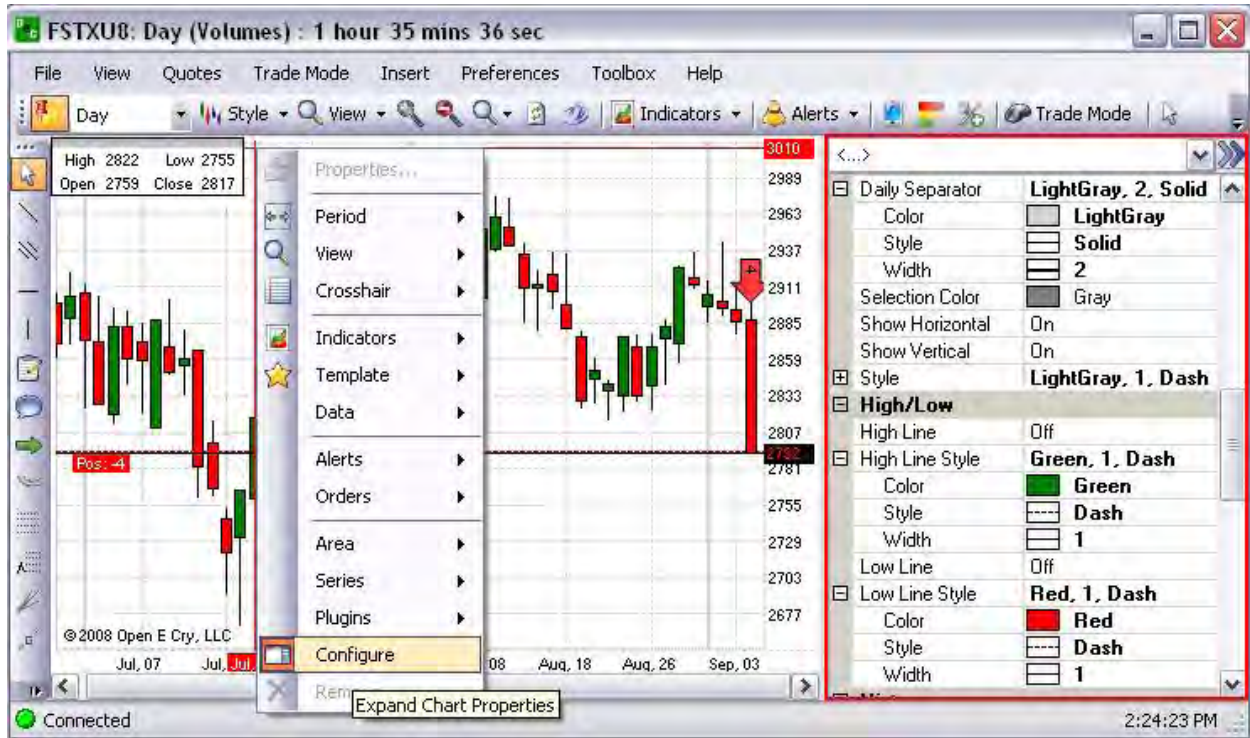 FSTXU8: Day (Volumes) : 1 hour 35 mins 36 sec
File View Quotes Trade Mode Insert Preferences Toolbox Help
Day Style View Indicators Alerts Trade Mode
High 2822 Low 2755
Open 2759 Close 2817
Properties...
Period
View
Crosshair
Indicators
Template
Data
Alerts
Orders
Area
Series
Plugins
Configure
Expand Chart Properties
Pos: -4
©2008 Open E Cry, LLC
3010
2989
2963
2937
2911
2885
2859
2833
2807
2792
2781
2755
2729
2703
2677
4
Jul, 07 Jul, Jul, 08 Aug, 18 Aug, 26 Sep, 03
<...>
Daily Separator LightGray, 2, Solid
Color LightGray
Style Solid
Width 2
Selection Color Gray
Show Horizontal On
Show Vertical On
Style LightGray, 1, Dash
High/Low
High Line Off
High Line Style Green, 1, Dash
Color Green
Style Dash
Width 1
Low Line Off
Low Line Style Red, 1, Dash
Color Red
Style Dash
Width 1
Connected
2:24:23 PM